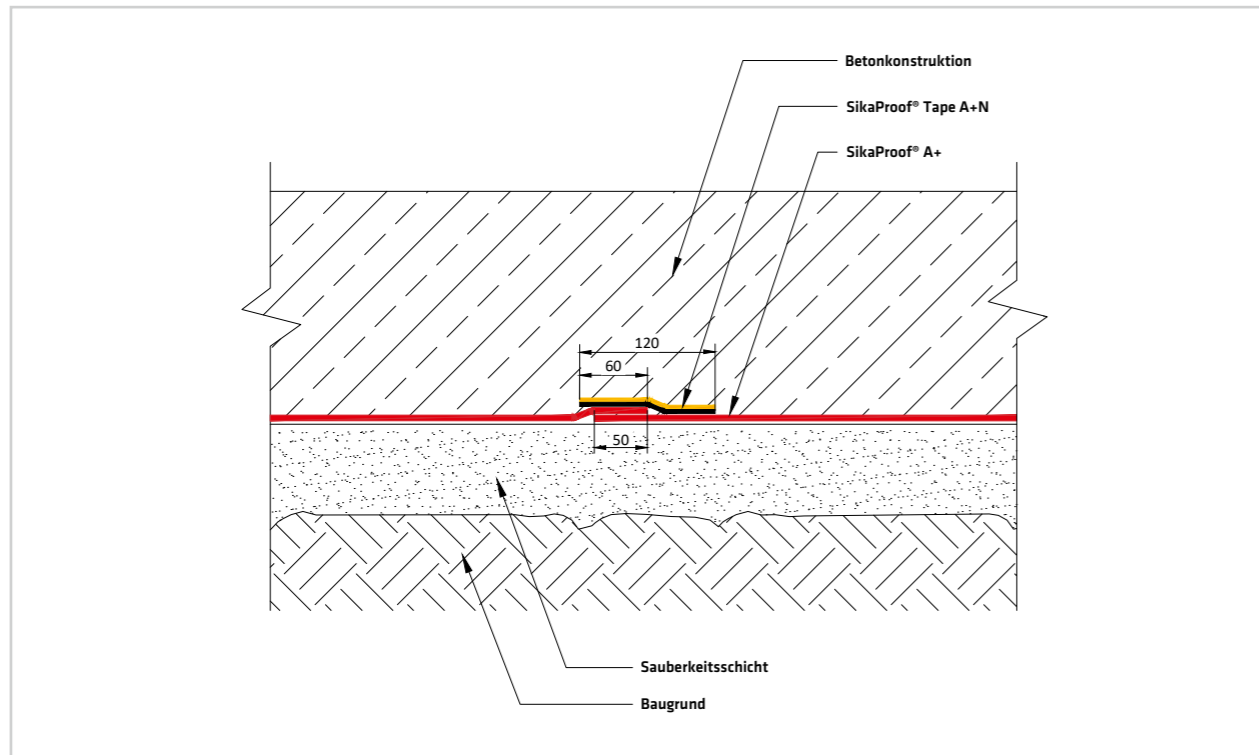 Betonkonstruktion
SikaProof® Tape A+N
SikaProof® A+
120
60
50
Sauberkeitsschicht
Baugrund